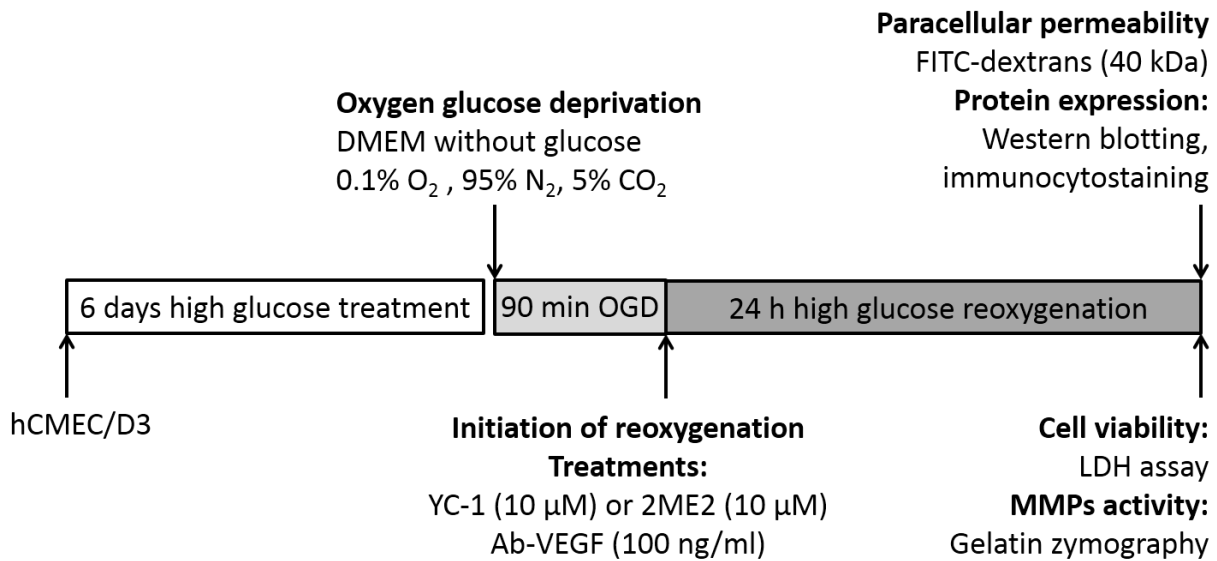 Paracellular permeability
FITC-dextrans (40 kDa)
Protein expression:
Western blotting,
immunocytostaining
Oxygen glucose deprivation
DMEM without glucose
0.1% O₂ , 95% N₂, 5% CO₂
6 days high glucose treatment
90 min OGD
24 h high glucose reoxygenation
hCMEC/D3
Initiation of reoxygenation
Treatments:
YC-1 (10 µM) or 2ME2 (10 µM)
Ab-VEGF (100 ng/ml)
Cell viability:
LDH assay
MMPs activity:
Gelatin zymography